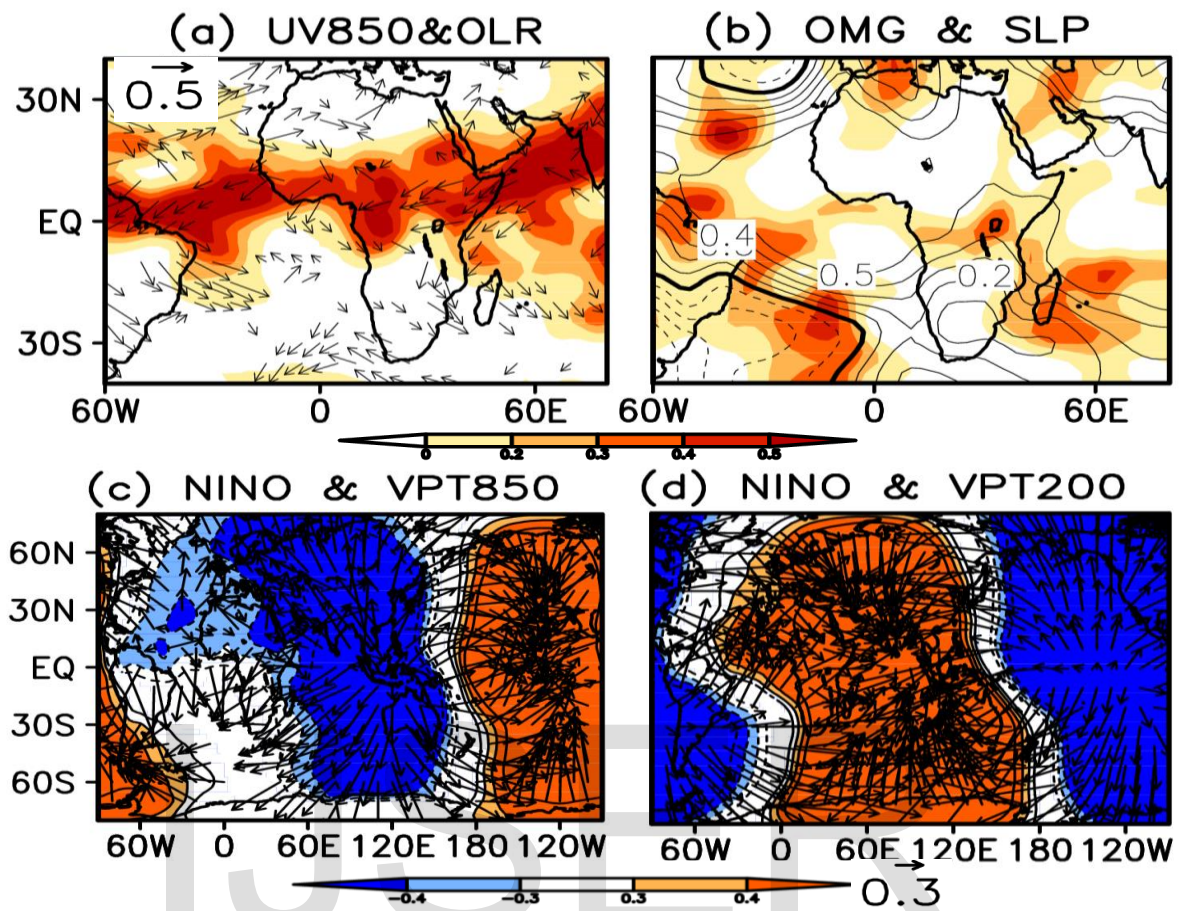 (a) UV850&OLR
(b) OMG & SLP
0.5
30N
EQ
30S
0.4
0.5
0.2
60W 0 60E
60W 0 60E
0 0.2 0.3 0.4 0.5
(c) NINO & VPT850
(d) NINO & VPT200
60N
30N
EQ
30S
60S
60W 0 60E 120E 180 120W
60W 0 60E 120E 180 120W
-0.4 -0.3 0.3 0.4
0.3
IJSER